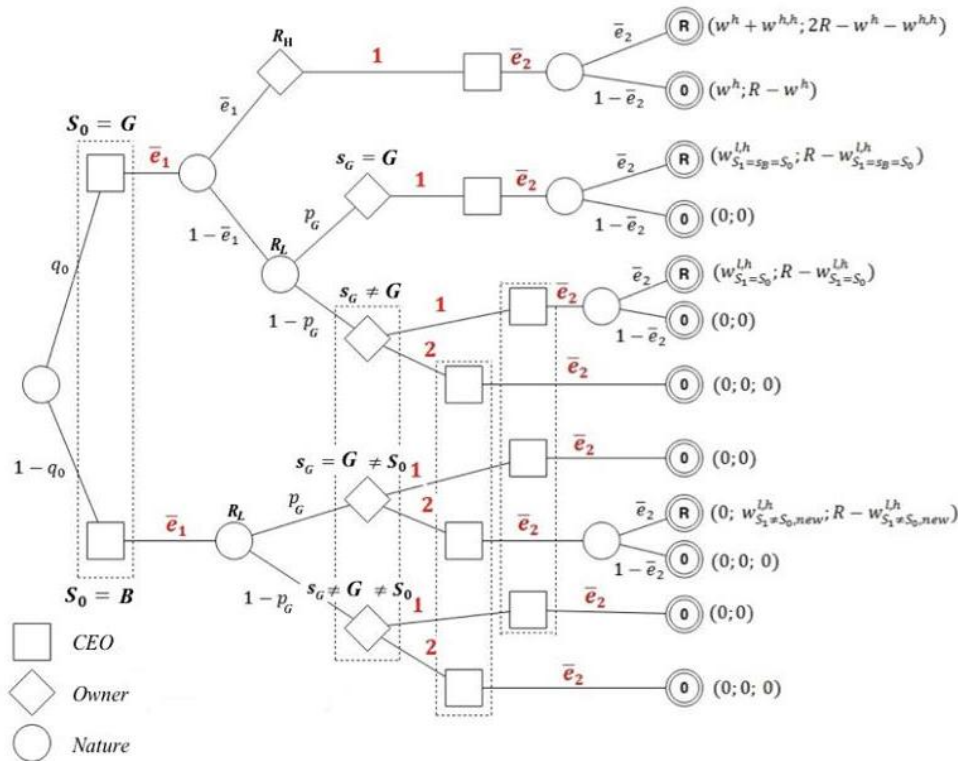 ē₂ R (w^h + w^{h,h}; 2R − w^h − w^{h,h})
R_H 1 ē₂
1 − ē₂ 0 (w^h; R − w^h)
ē₁
S₀ = G ē₁
s_G = G ē₂ R (w^{l,h}_{S₁=s_B=S₀}; R − w^{l,h}_{S₁=s_B=S₀})
1 ē₂
1 − ē₂ 0 (0;0)
1 − ē₁ R_L p_G
q₀
s_G ≠ G ē₂ R (w^{l,h}_{S₁=S₀}; R − w^{l,h}_{S₁=S₀})
1 − p_G 1 ē₂
1 − ē₂ 0 (0;0)
2 ē₂ 0 (0; 0; 0)
1 − q₀
s_G = G ≠ S₀ 1 ē₂ 0 (0;0)
R_L p_G 2
ē₁ ē₂ ē₂ R (0; w^{l,h}_{S₁≠S₀,new}; R − w^{l,h}_{S₁≠S₀,new})
1 − ē₂ 0 (0; 0; 0)
S₀ = B
1 − p_G s_G ≠ G ≠ S₀ 1 ē₂ 0 (0;0)
2 ē₂ 0 (0; 0; 0)
CEO
Owner
Nature